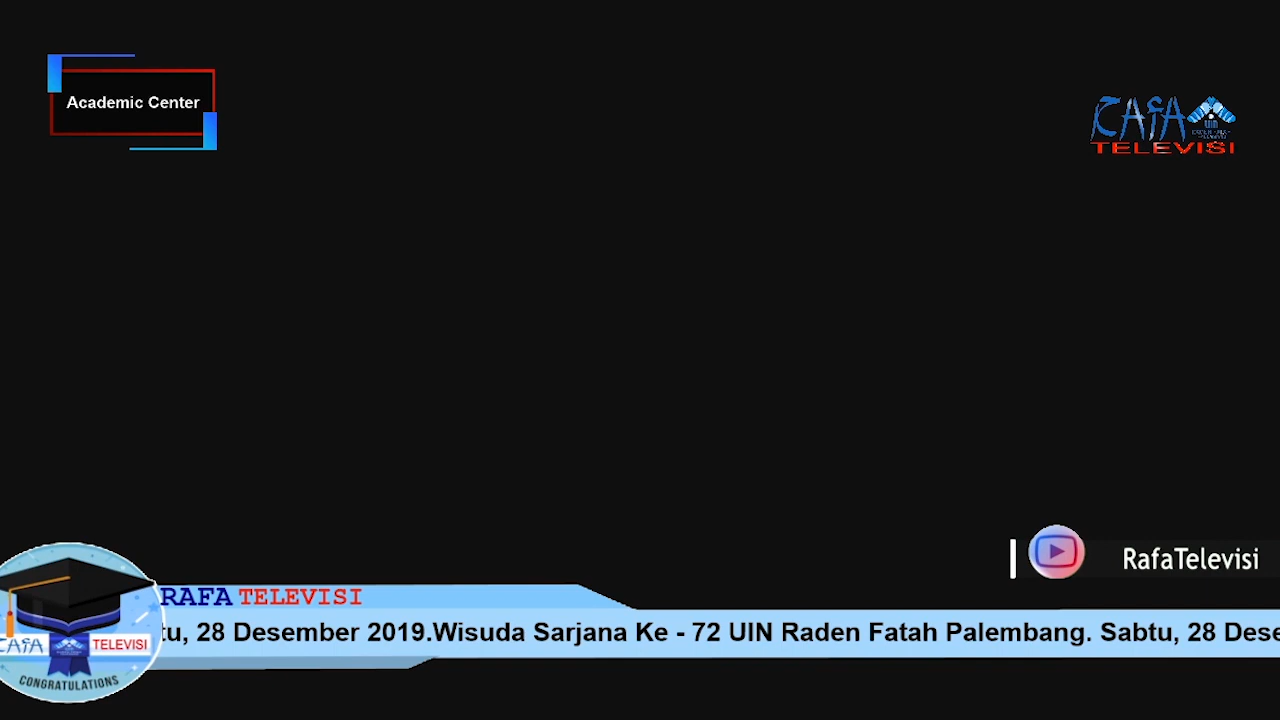 Academic Center
RAFA
TELEVISI
RafaTelevisi
RAFA TELEVISI
tu, 28 Desember 2019.Wisuda Sarjana Ke - 72 UIN Raden Fatah Palembang. Sabtu, 28 Dese
RAFA TELEVISI
CONGRATULATIONS